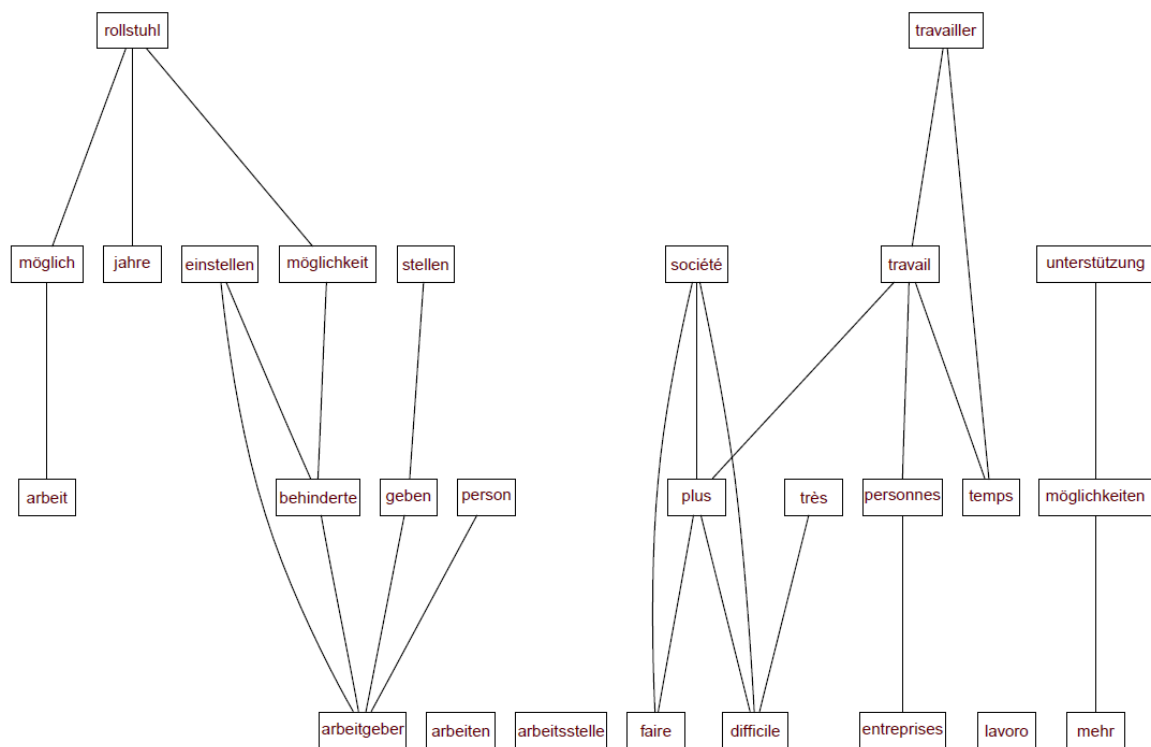 rollstuhl
travailler
möglich
jahre
einstellen
möglichkeit
stellen
société
travail
unterstützung
arbeit
behinderte
geben
person
plus
très
personnes
temps
möglichkeiten
arbeitgeber
arbeiten
arbeitsstelle
faire
difficile
entreprises
lavoro
mehr